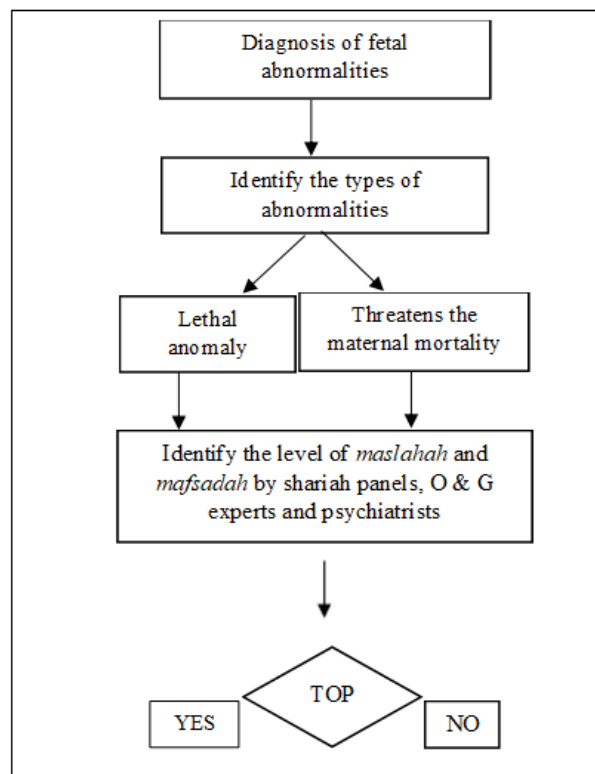 Diagnosis of fetal
abnormalities
Identify the types of
abnormalities
Lethal
anomaly
Threatens the
maternal mortality
Identify the level of maslahah and
mafsadah by shariah panels, O & G
experts and psychiatrists
TOP
YES
NO